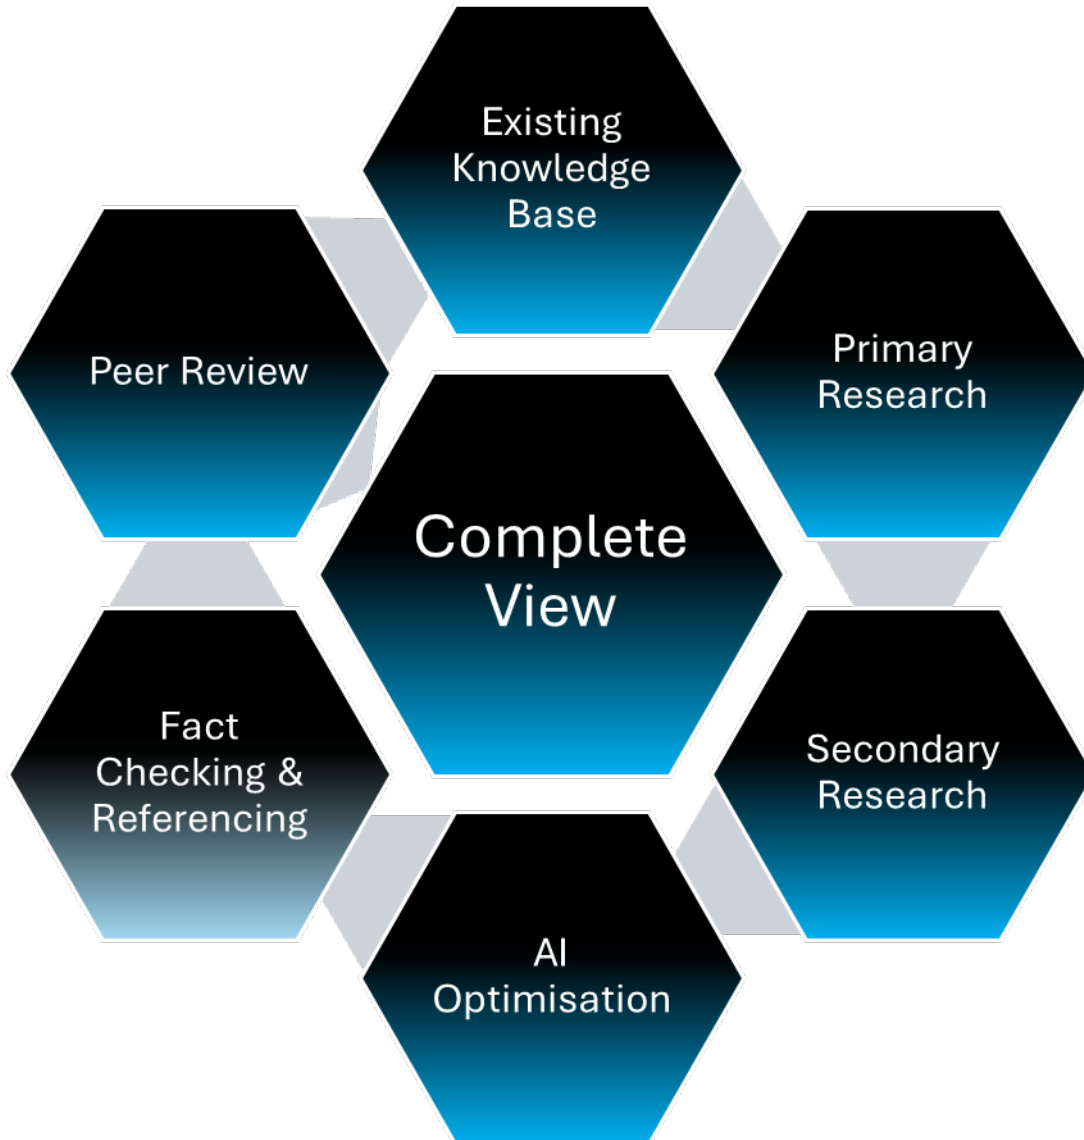 Existing
Knowledge
Base
Primary
Research
Secondary
Research
AI
Optimisation
Fact
Checking &
Referencing
Peer Review
Complete
View